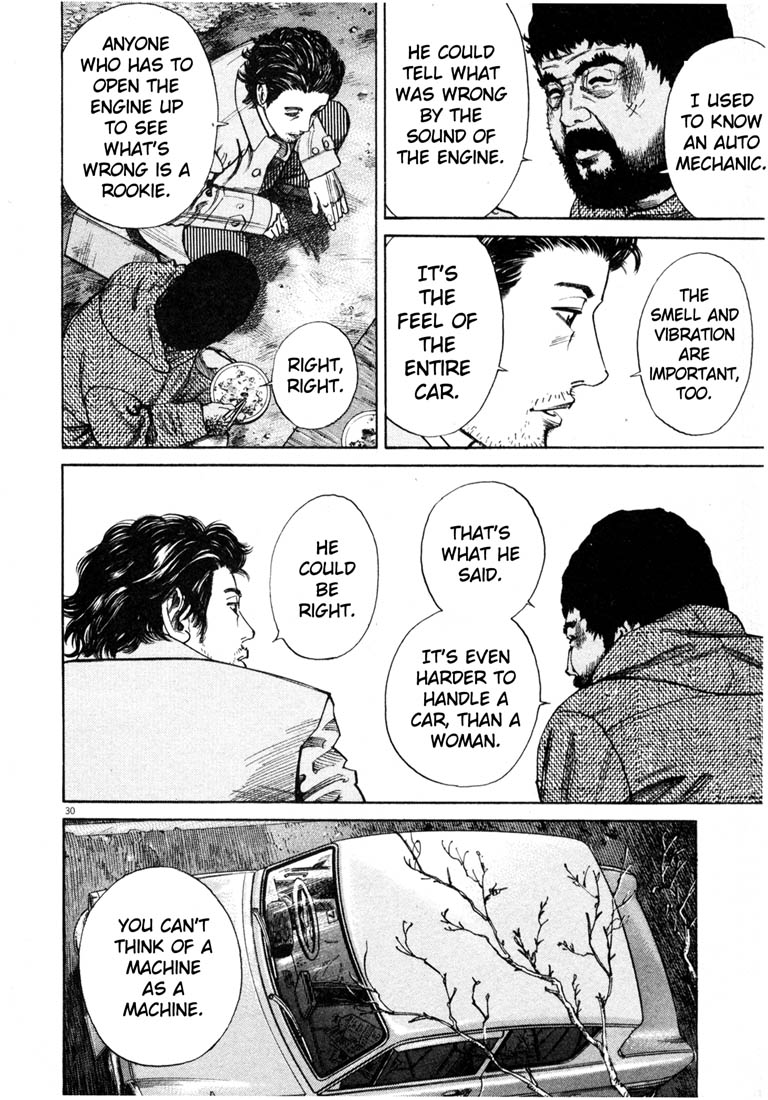 I USED
TO KNOW
AN AUTO
MECHANIC.
HE COULD
TELL WHAT
WAS WRONG
BY THE
SOUND OF
THE ENGINE.
THE
SMELL AND
VIBRATION
ARE
IMPORTANT,
TOO.
IT'S
THE
FEEL OF
THE
ENTIRE
CAR.
ANYONE
WHO HAS TO
OPEN THE
ENGINE UP
TO SEE
WHAT'S
WRONG IS A
ROOKIE.
RIGHT,
RIGHT.
THAT'S
WHAT HE
SAID.
IT'S EVEN
HARDER TO
HANDLE A
CAR, THAN A
WOMAN.
HE
COULD
BE
RIGHT.
30
YOU CAN'T
THINK OF A
MACHINE
AS A
MACHINE.